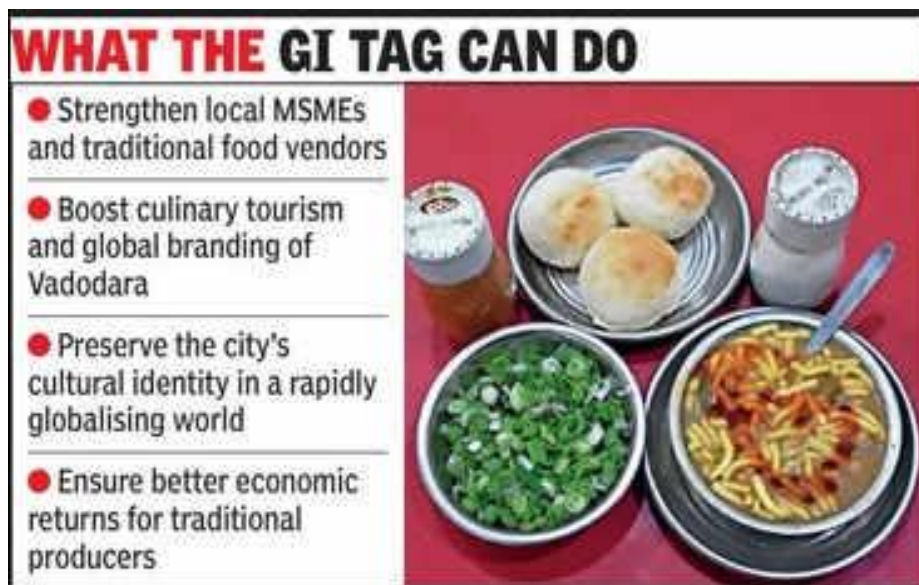 WHAT THE GI TAG CAN DO
● Strengthen local MSMEs
and traditional food vendors
● Boost culinary tourism
and global branding of
Vadodara
● Preserve the city's
cultural identity in a rapidly
globalising world
● Ensure better economic
returns for traditional
producers